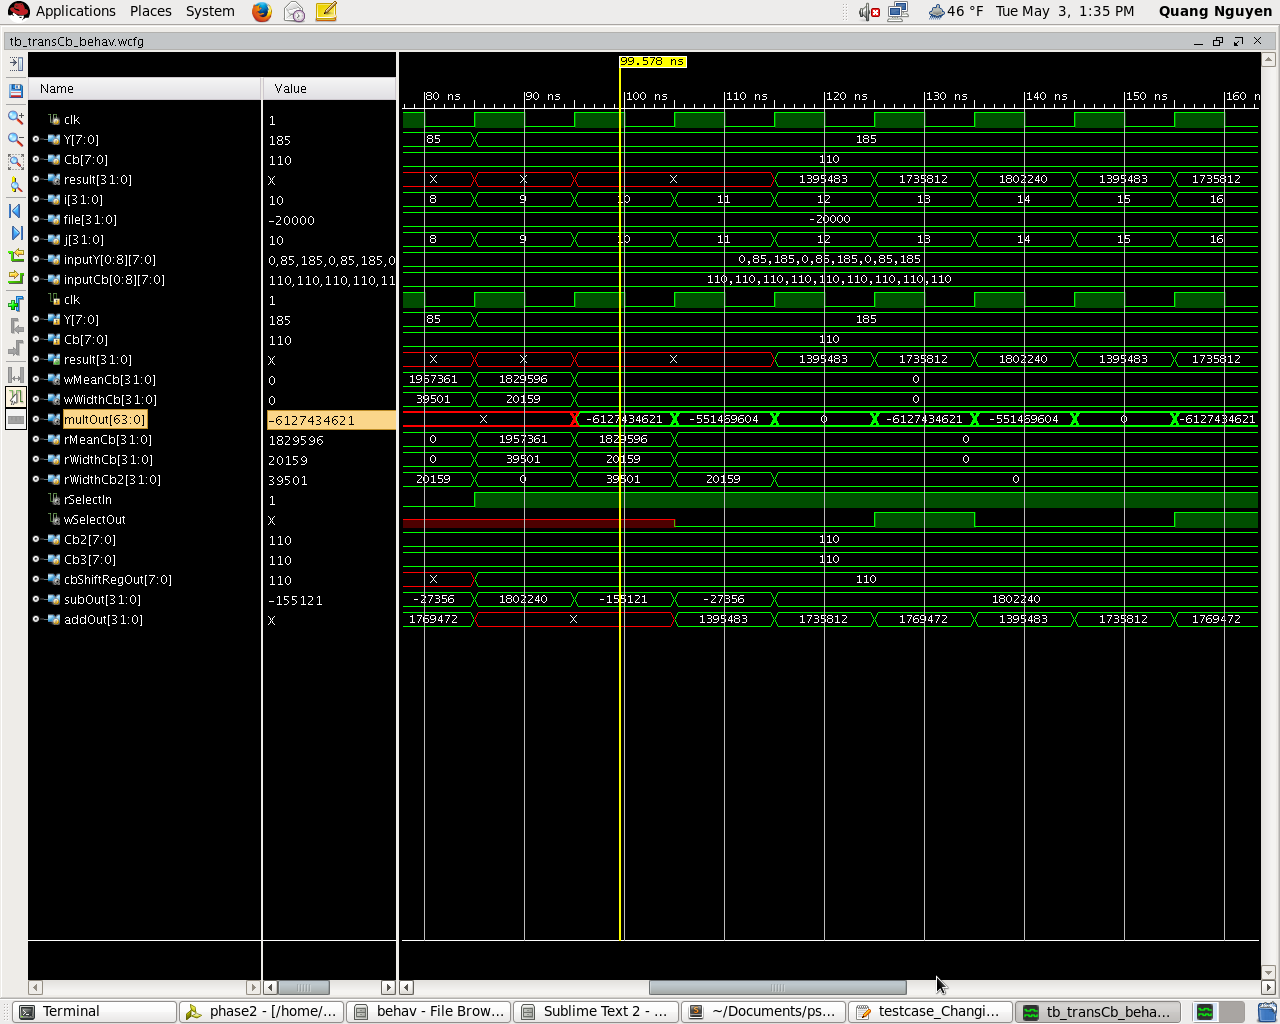 Applications Places System 46 °F Tue May 3, 1:35 PM Quang Nguyen
tb_transCb_behav.wcfg
99.578 ns
Name Value 80 ns 90 ns 100 ns 110 ns 120 ns 130 ns 140 ns 150 ns 160 n
clk 1
Y[7:0] 185 85 185
Cb[7:0] 110 110
result[31:0] X X X X 1395483 1735812 1802240 1395483 1735812
i[31:0] 10 8 9 10 11 12 13 14 15 16
file[31:0] -20000 -20000
j[31:0] 10 8 9 10 11 12 13 14 15 16
inputY[0:8][7:0] 0,85,185,0,85,185,0 0,85,185,0,85,185,0,85,185
inputCb[0:8][7:0] 110,110,110,110,11 110,110,110,110,110,110,110,110,110
clk 1
Y[7:0] 185 85 185
Cb[7:0] 110 110
result[31:0] X X X X 1395483 1735812 1802240 1395483 1735812
wMeanCb[31:0] 0 1957361 1829596 0
wWidthCb[31:0] 0 39501 20159 0
multOut[63:0] -6127434621 X -6127434621 -551469604 0 -6127434621 -551469604 0 -6127434621
rMeanCb[31:0] 1829596 0 1957361 1829596 0
rWidthCb[31:0] 20159 0 39501 20159 0
rWidthCb2[31:0] 39501 20159 0 39501 20159 0
rSelectIn 1
wSelectOut X
Cb2[7:0] 110 110
Cb3[7:0] 110 110
cbShiftRegOut[7:0] 110 X 110
subOut[31:0] -155121 -27356 1802240 -155121 -27356 1802240
addOut[31:0] X 1769472 X 1395483 1735812 1769472 1395483 1735812 1769472
Terminal phase2 - [/home/... behav - File Brow... Sublime Text 2 - ... ~/Documents/ps... testcase_Changi... tb_transCb_beha...